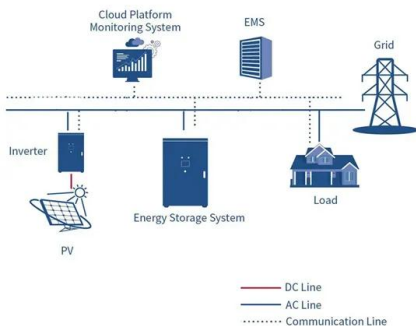 Cloud Platform
Monitoring System
EMS
Grid
Inverter
Energy Storage System
Load
PV
DC Line
AC Line
Communication Line